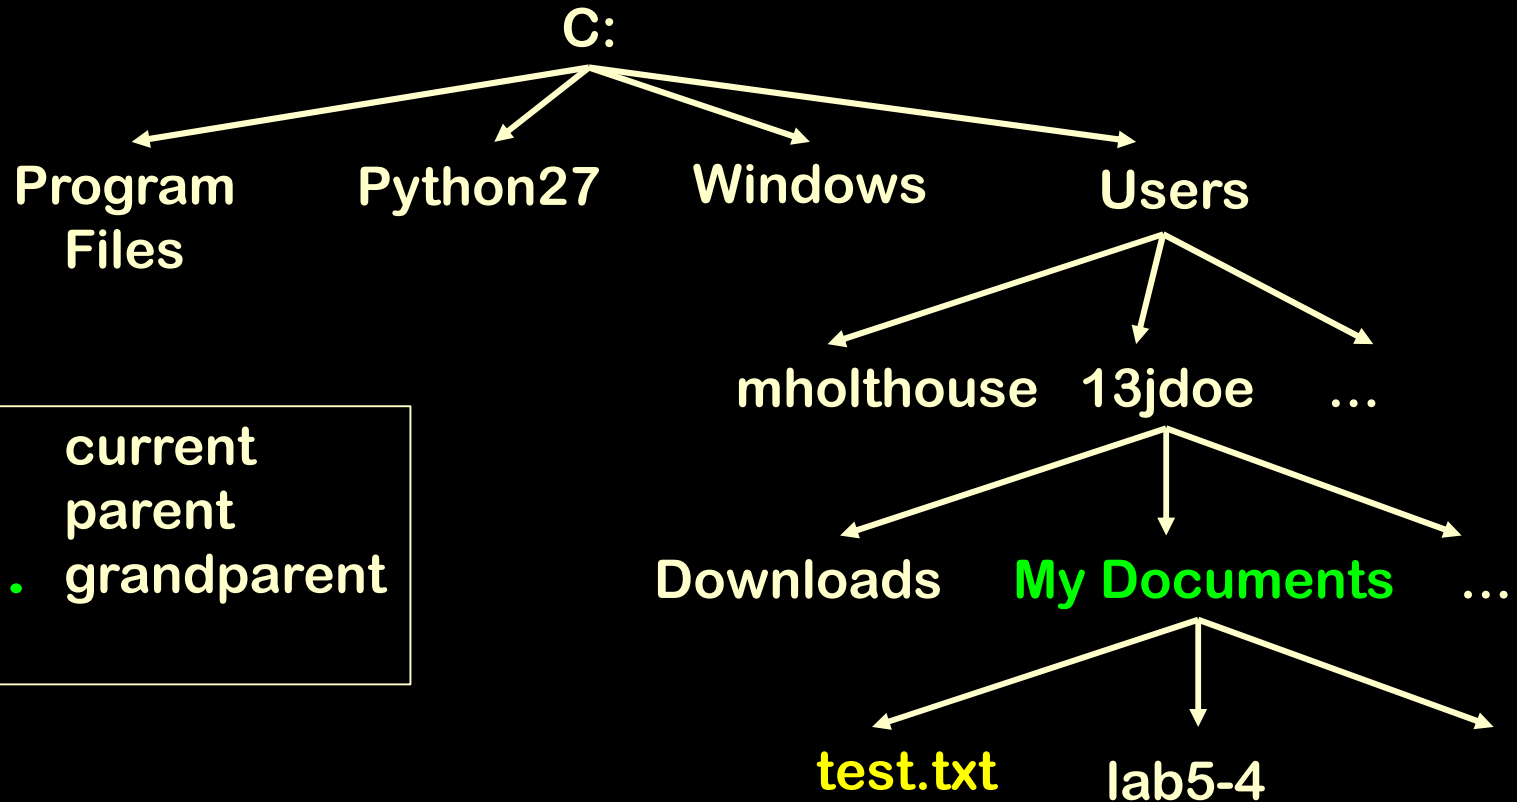 C:
Program Python27 Windows Users
Files
mholthouse 13jdoe ...
current
parent
. grandparent
Downloads My Documents ...
test.txt lab5-4